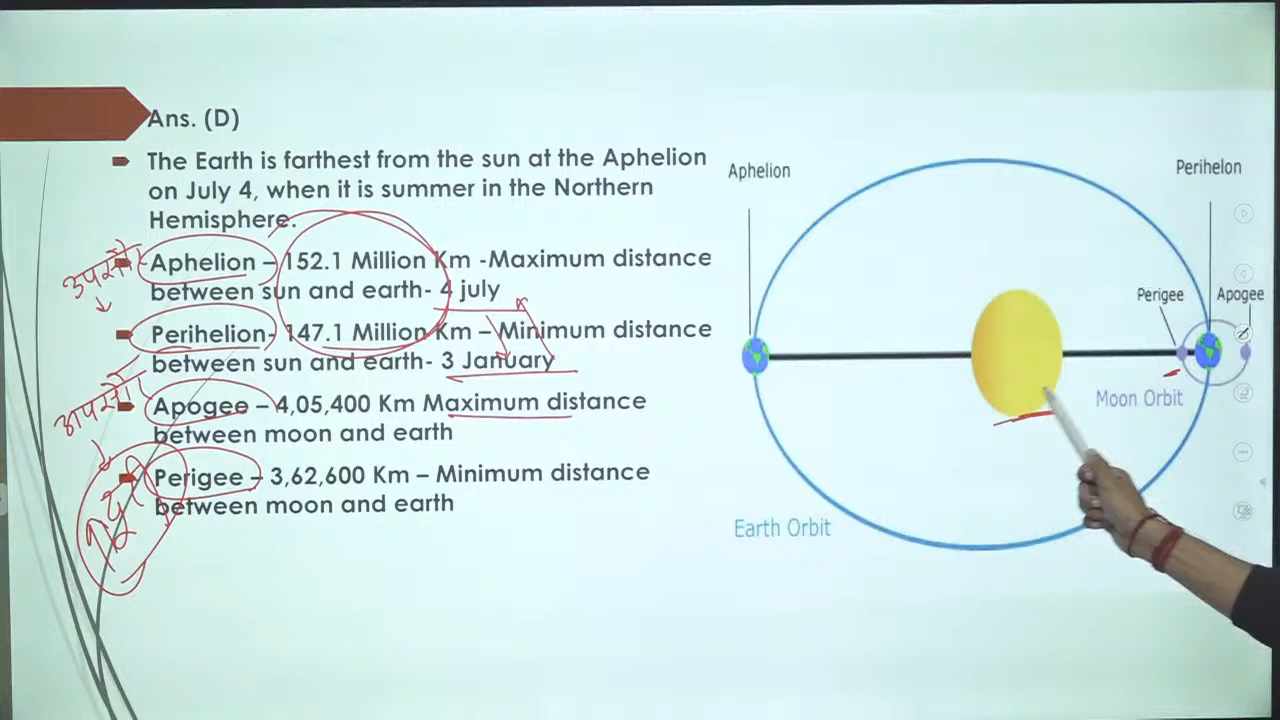 Ans. (D)
The Earth is farthest from the sun at the Aphelion
on July 4, when it is summer in the Northern
Hemisphere.
Aphelion – 152.1 Million Km -Maximum distance
between sun and earth- 4 july
Perihelion- 147.1 Million Km – Minimum distance
between sun and earth- 3 January
Apogee – 4,05,400 Km Maximum distance
between moon and earth
Perigee – 3,62,600 Km – Minimum distance
between moon and earth
Aphelion
Perihelon
Perigee
Apogee
Moon Orbit
Earth Orbit